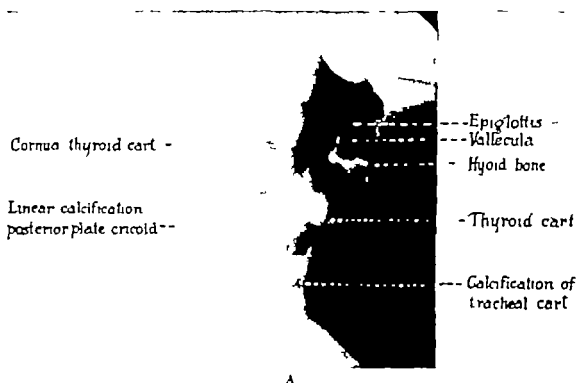 Epiglottis
Vallecula
Cornua thyroid cart
Hyoid bone
Linear calcification
posterior plate cricoid
Thyroid cart
Calcification of
tracheal cart
A